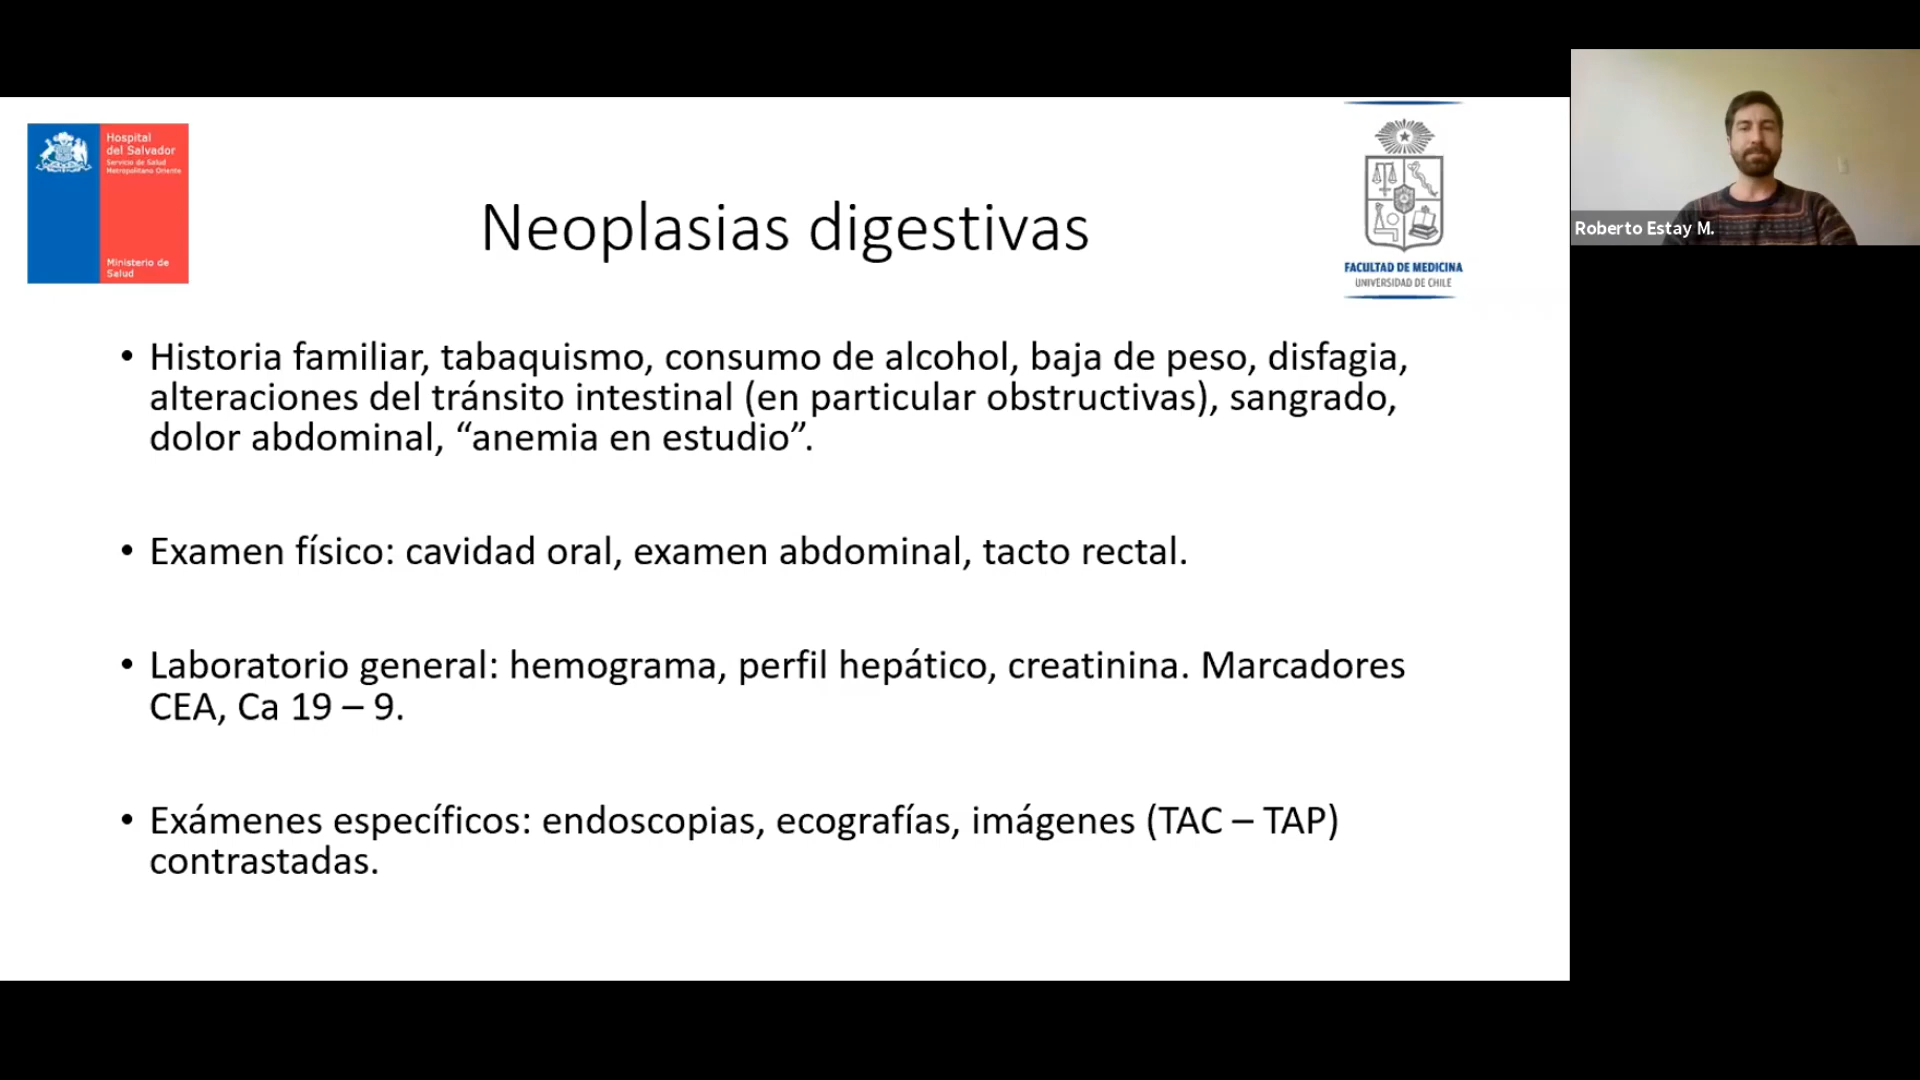 Hospital
del Salvador
Servicio de Salud
Metropolitano Oriente
Ministerio de
Salud
Neoplasias digestivas
FACULTAD DE MEDICINA
UNIVERSIDAD DE CHILE
Roberto Estay M.
• Historia familiar, tabaquismo, consumo de alcohol, baja de peso, disfagia,
alteraciones del tránsito intestinal (en particular obstructivas), sangrado,
dolor abdominal, “anemia en estudio”.
• Examen físico: cavidad oral, examen abdominal, tacto rectal.
• Laboratorio general: hemograma, perfil hepático, creatinina. Marcadores
CEA, Ca 19 – 9.
• Exámenes específicos: endoscopias, ecografías, imágenes (TAC – TAP)
contrastadas.